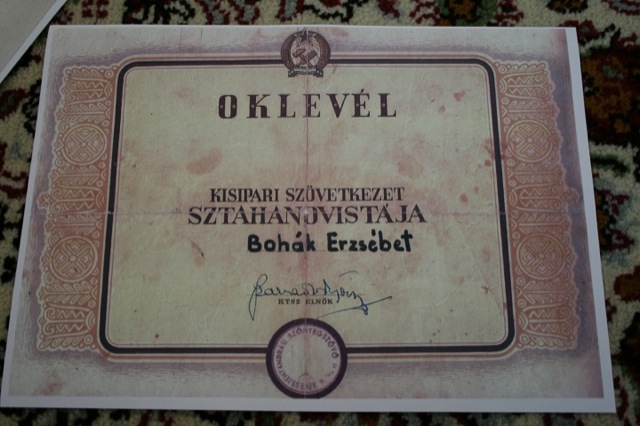 OKLEVÉL
KISIPARI SZÖVETKEZET
SZTAHANOVISTÁJA
Bohák Erzsébet
KTSZ ELNÖK